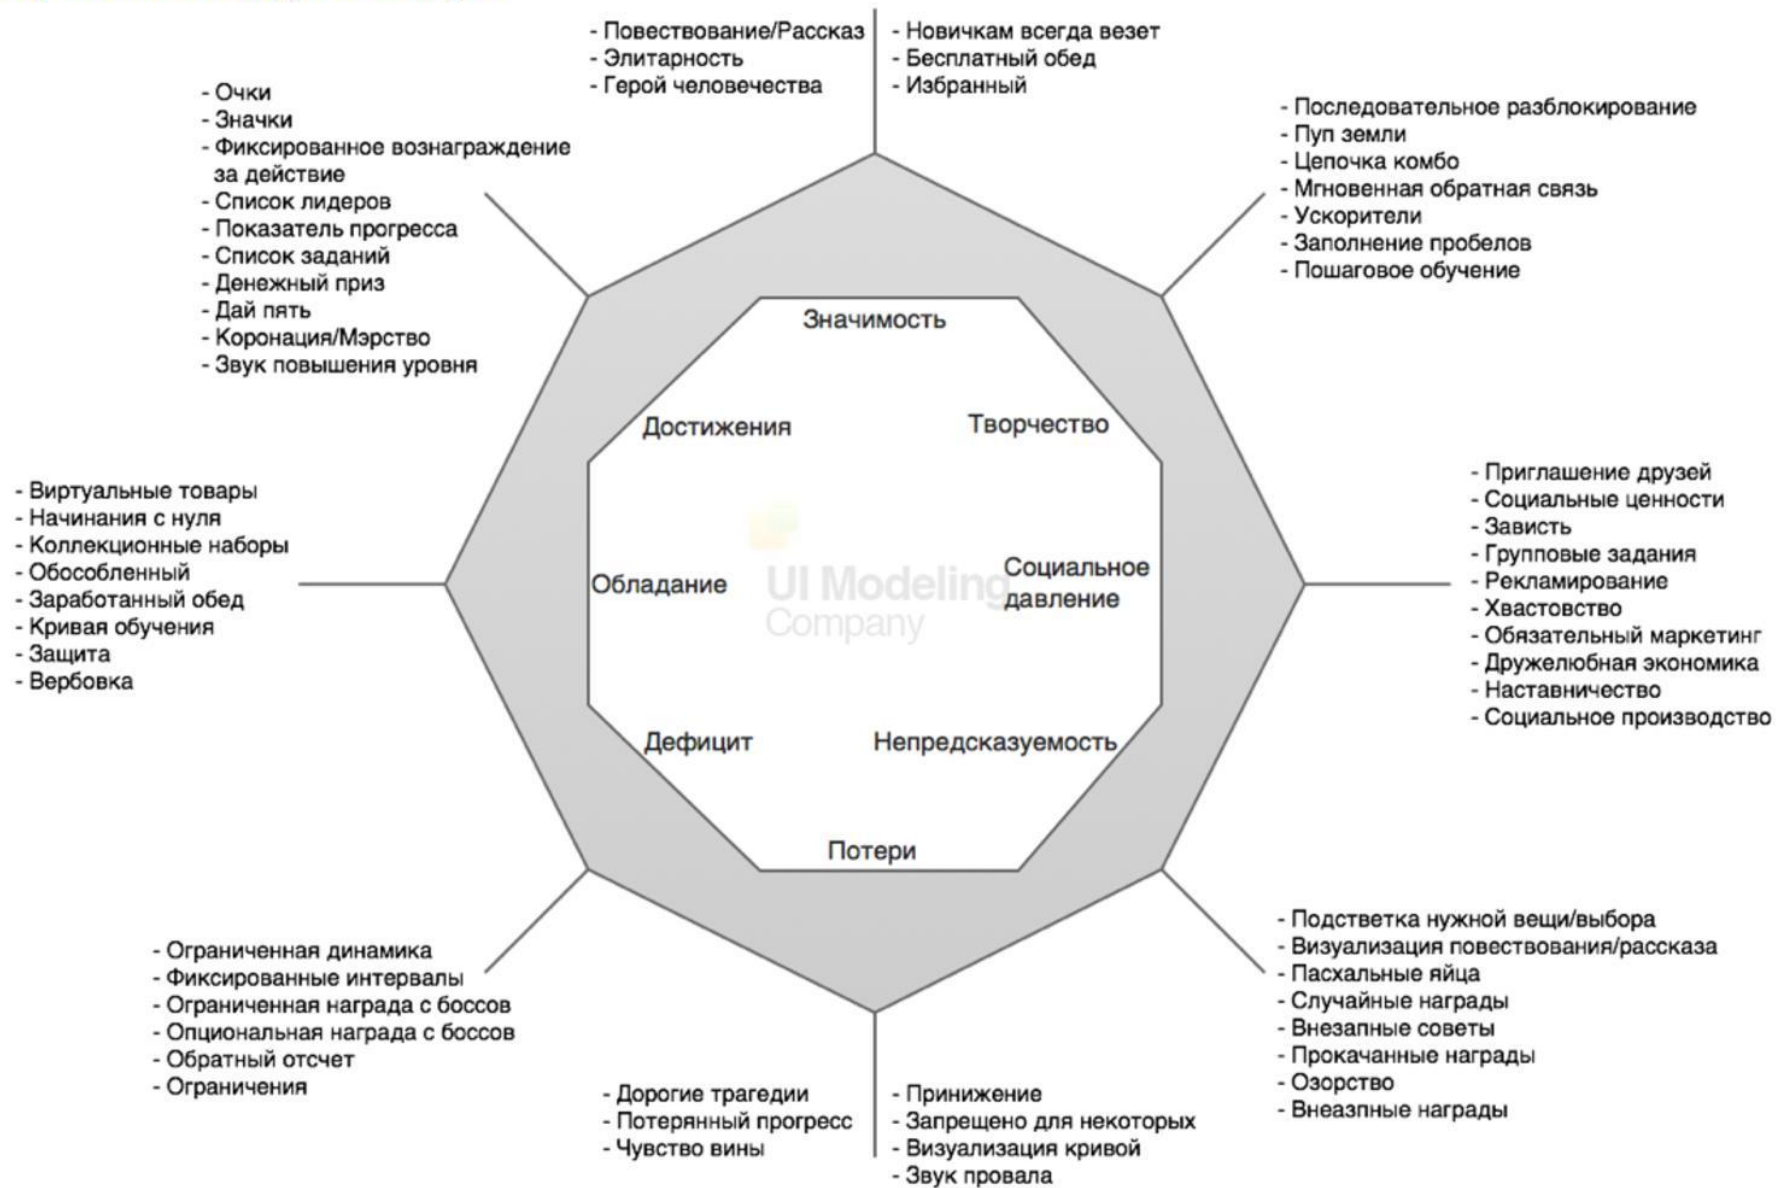 - Повествование/Рассказ
- Элитарность
- Герой человечества
- Новичкам всегда везет
- Бесплатный обед
- Избранный
- Очки
- Значки
- Фиксированное вознаграждение
за действие
- Список лидеров
- Показатель прогресса
- Список заданий
- Денежный приз
- Дай пять
- Коронация/Мэрство
- Звук повышения уровня
- Последовательное разблокирование
- Пуп земли
- Цепочка комбо
- Мгновенная обратная связь
- Ускорители
- Заполнение пробелов
- Пошаговое обучение
Значимость
Достижения
Творчество
- Виртуальные товары
- Начинания с нуля
- Коллекционные наборы
- Обособленный
- Заработанный обед
- Кривая обучения
- Защита
- Вербовка
Обладание
UI Modeling
Company
Социальное
давление
- Приглашение друзей
- Социальные ценности
- Зависть
- Групповые задания
- Рекламирование
- Хвастовство
- Обязательный маркетинг
- Дружелюбная экономика
- Наставничество
- Социальное производство
Дефицит
Непредсказуемость
Потери
- Ограниченная динамика
- Фиксированные интервалы
- Ограниченная награда с боссов
- Опциональная награда с боссов
- Обратный отсчет
- Ограничения
- Дорогие трагедии
- Потерянный прогресс
- Чувство вины
- Принижение
- Запрещено для некоторых
- Визуализация кривой
- Звук провала
- Подстветка нужной вещи/выбора
- Визуализация повествования/рассказа
- Пасхальные яйца
- Случайные награды
- Внезапные советы
- Прокачанные награды
- Озорство
- Внеазпные награды